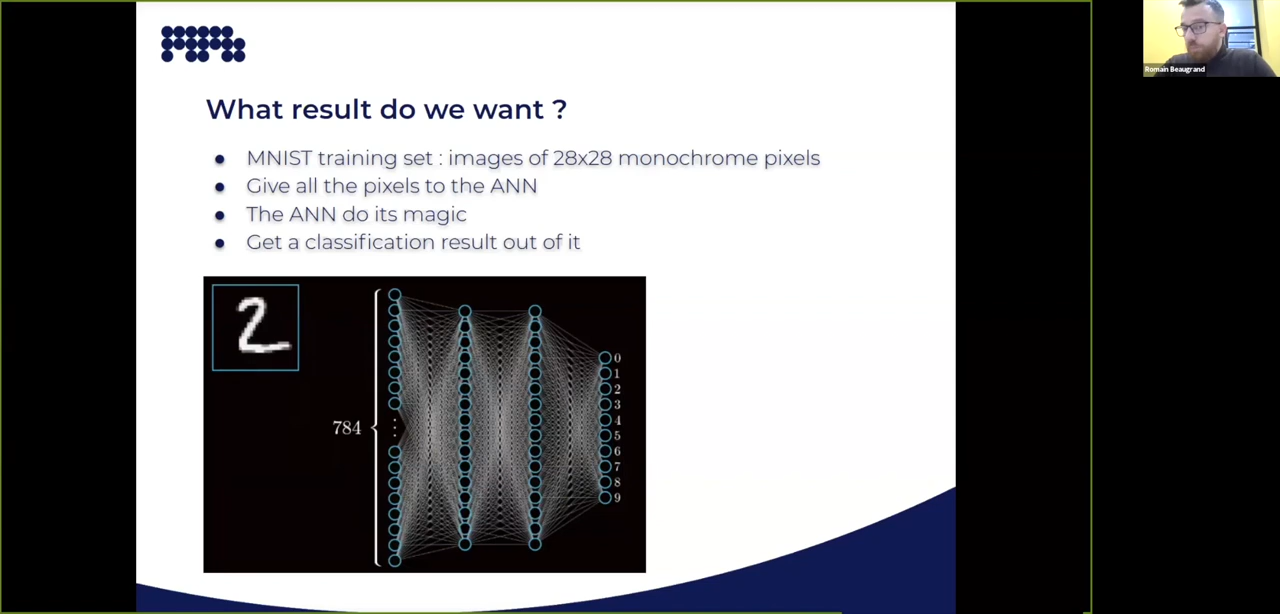 Romain Beaugrand
What result do we want ?
● MNIST training set : images of 28x28 monochrome pixels
● Give all the pixels to the ANN
● The ANN do its magic
● Get a classification result out of it
2
784
0
1
2
3
4
5
6
7
8
9